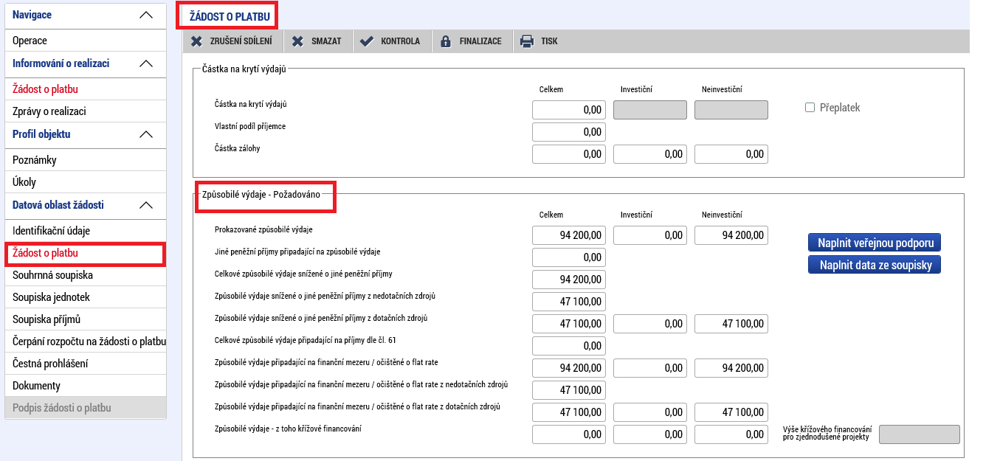 Navigace
Operace
Informování o realizaci
Žádost o platbu
Zprávy o realizaci
Profil objektu
Poznámky
Úkoly
Datová oblast žádosti
Identifikační údaje
Žádost o platbu
Souhrnná soupiska
Soupiska jednotek
Soupiska příjmů
Čerpání rozpočtu na žádosti o platbu
Čestná prohlášení
Dokumenty
Podpis žádosti o platbu
ŽÁDOST O PLATBU
ZRUŠENÍ SDÍLENÍ SMAZAT KONTROLA FINALIZACE TISK
Částka na krytí výdajů
Celkem Investiční Neinvestiční
Částka na krytí výdajů 0,00 Přeplatek
Vlastní podíl příjemce 0,00
Částka zálohy 0,00 0,00 0,00
Způsobilé výdaje - Požadováno
Celkem Investiční Neinvestiční
Prokazované způsobilé výdaje 94 200,00 0,00 94 200,00 Naplnit veřejnou podporu
Jiné peněžní příjmy připadající na způsobilé výdaje 0,00 Naplnit data ze soupisky
Celkové způsobilé výdaje snížené o jiné peněžní příjmy 94 200,00
Způsobilé výdaje snížené o jiné peněžní příjmy z nedotačních zdrojů 47 100,00
Způsobilé výdaje snížené o jiné peněžní příjmy z dotačních zdrojů 47 100,00 0,00 47 100,00
Celkové způsobilé výdaje připadající na příjmy dle čl. 61 0,00
Způsobilé výdaje připadající na finanční mezeru / očištěné o flat rate 94 200,00 0,00 94 200,00
Způsobilé výdaje připadající na finanční mezeru / očištěné o flat rate z nedotačních zdrojů 47 100,00
Způsobilé výdaje připadající na finanční mezeru / očištěné o flat rate z dotačních zdrojů 47 100,00 0,00 47 100,00
Způsobilé výdaje - z toho křížové financování 0,00 0,00 0,00 Výše křížového financování
pro zjednodušené projekty